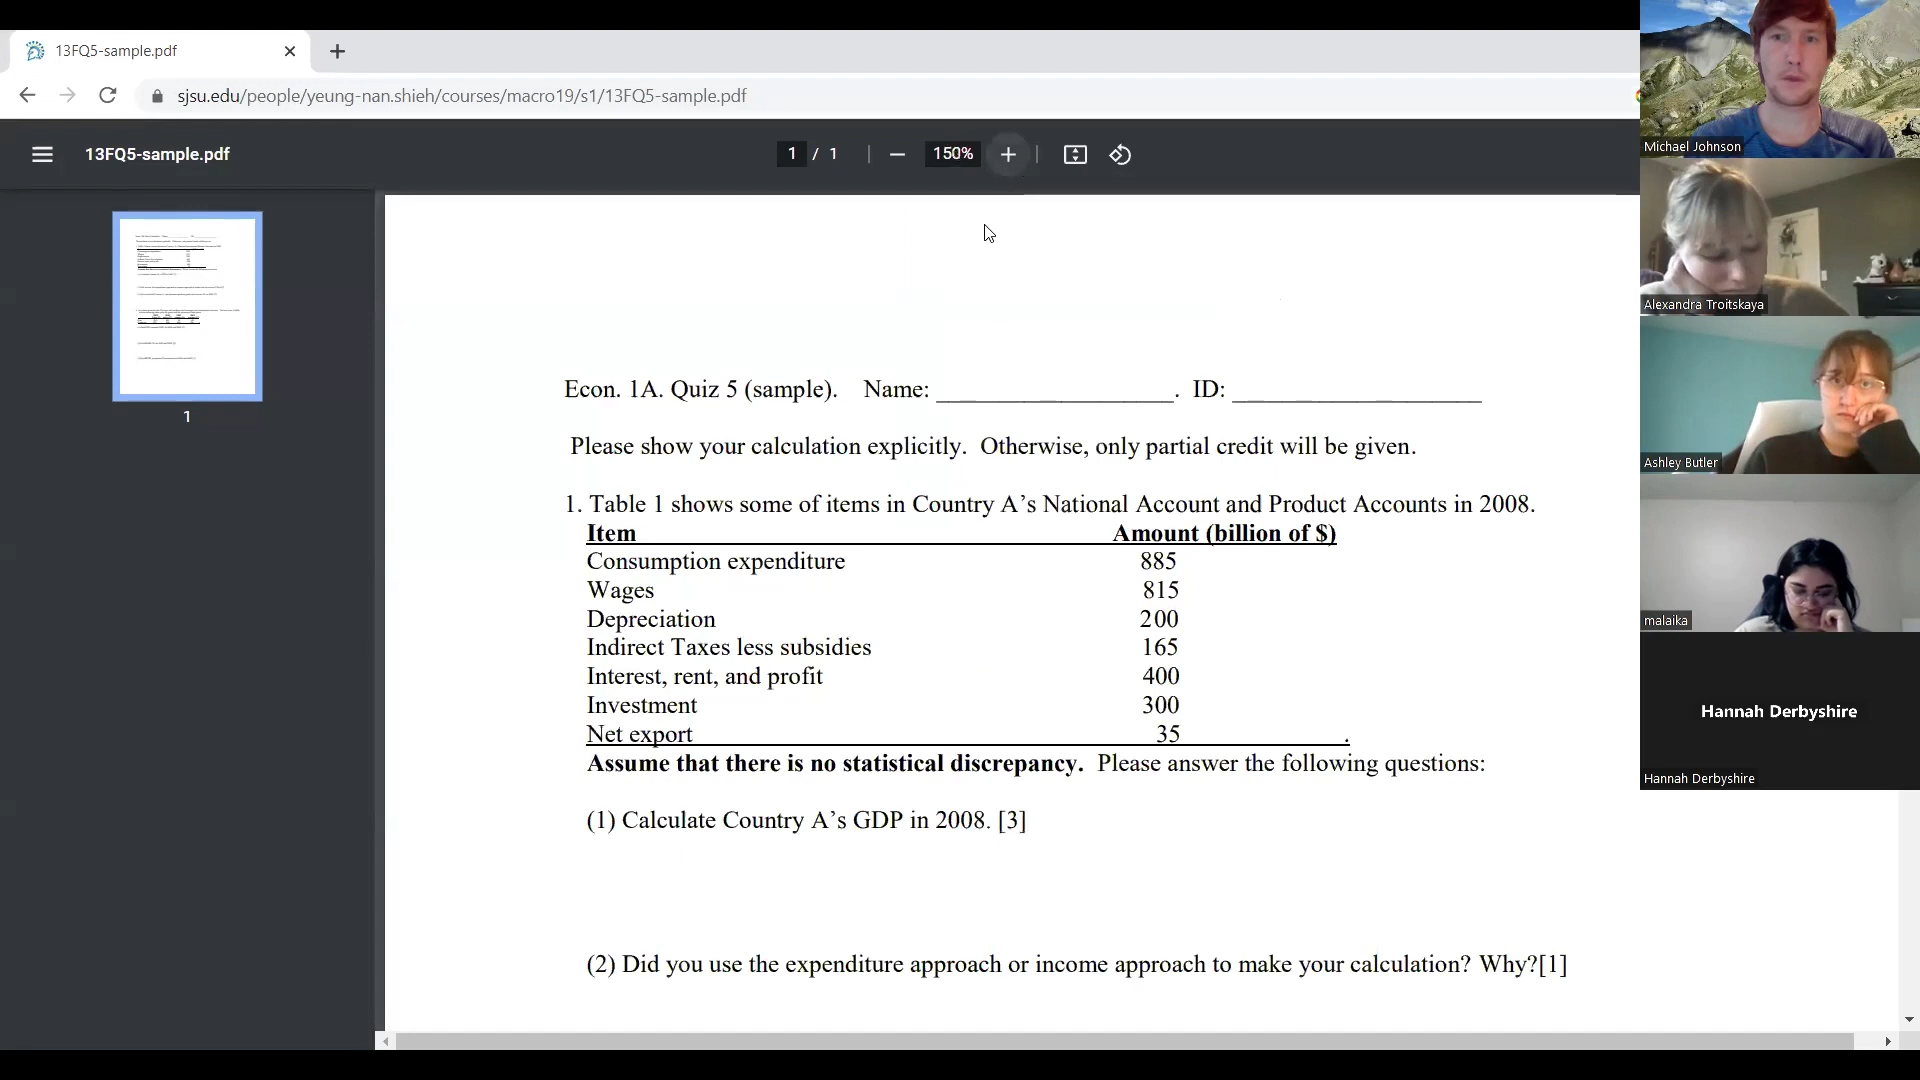 13FQ5-sample.pdf
sjsu.edu/people/yeung-nan.shieh/courses/macro19/s1/13FQ5-sample.pdf
13FQ5-sample.pdf
1 / 1
150%
1
Econ. 1A. Quiz 5 (sample). Name: ___________________. ID: ____________________
Please show your calculation explicitly. Otherwise, only partial credit will be given.
1. Table 1 shows some of items in Country A’s National Account and Product Accounts in 2008.
Item Amount (billion of $)
Consumption expenditure 885
Wages 815
Depreciation 200
Indirect Taxes less subsidies 165
Interest, rent, and profit 400
Investment 300
Net export 35 .
Assume that there is no statistical discrepancy. Please answer the following questions:
(1) Calculate Country A’s GDP in 2008. [3]
(2) Did you use the expenditure approach or income approach to make your calculation? Why?[1]
Michael Johnson
Alexandra Troitskaya
Ashley Butler
malaika
Hannah Derbyshire
Hannah Derbyshire